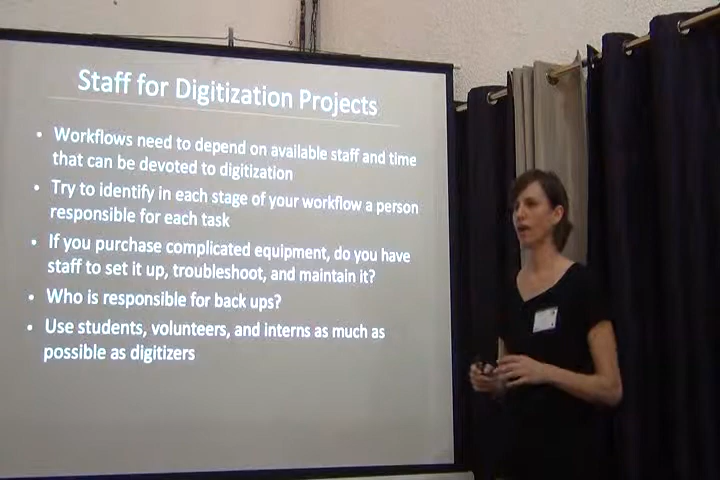 Staff for Digitization Projects
• Workflows need to depend on available staff and time
that can be devoted to digitization
• Try to identify in each stage of your workflow a person
responsible for each task
• If you purchase complicated equipment, do you have
staff to set it up, troubleshoot, and maintain it?
• Who is responsible for back ups?
• Use students, volunteers, and interns as much as
possible as digitizers